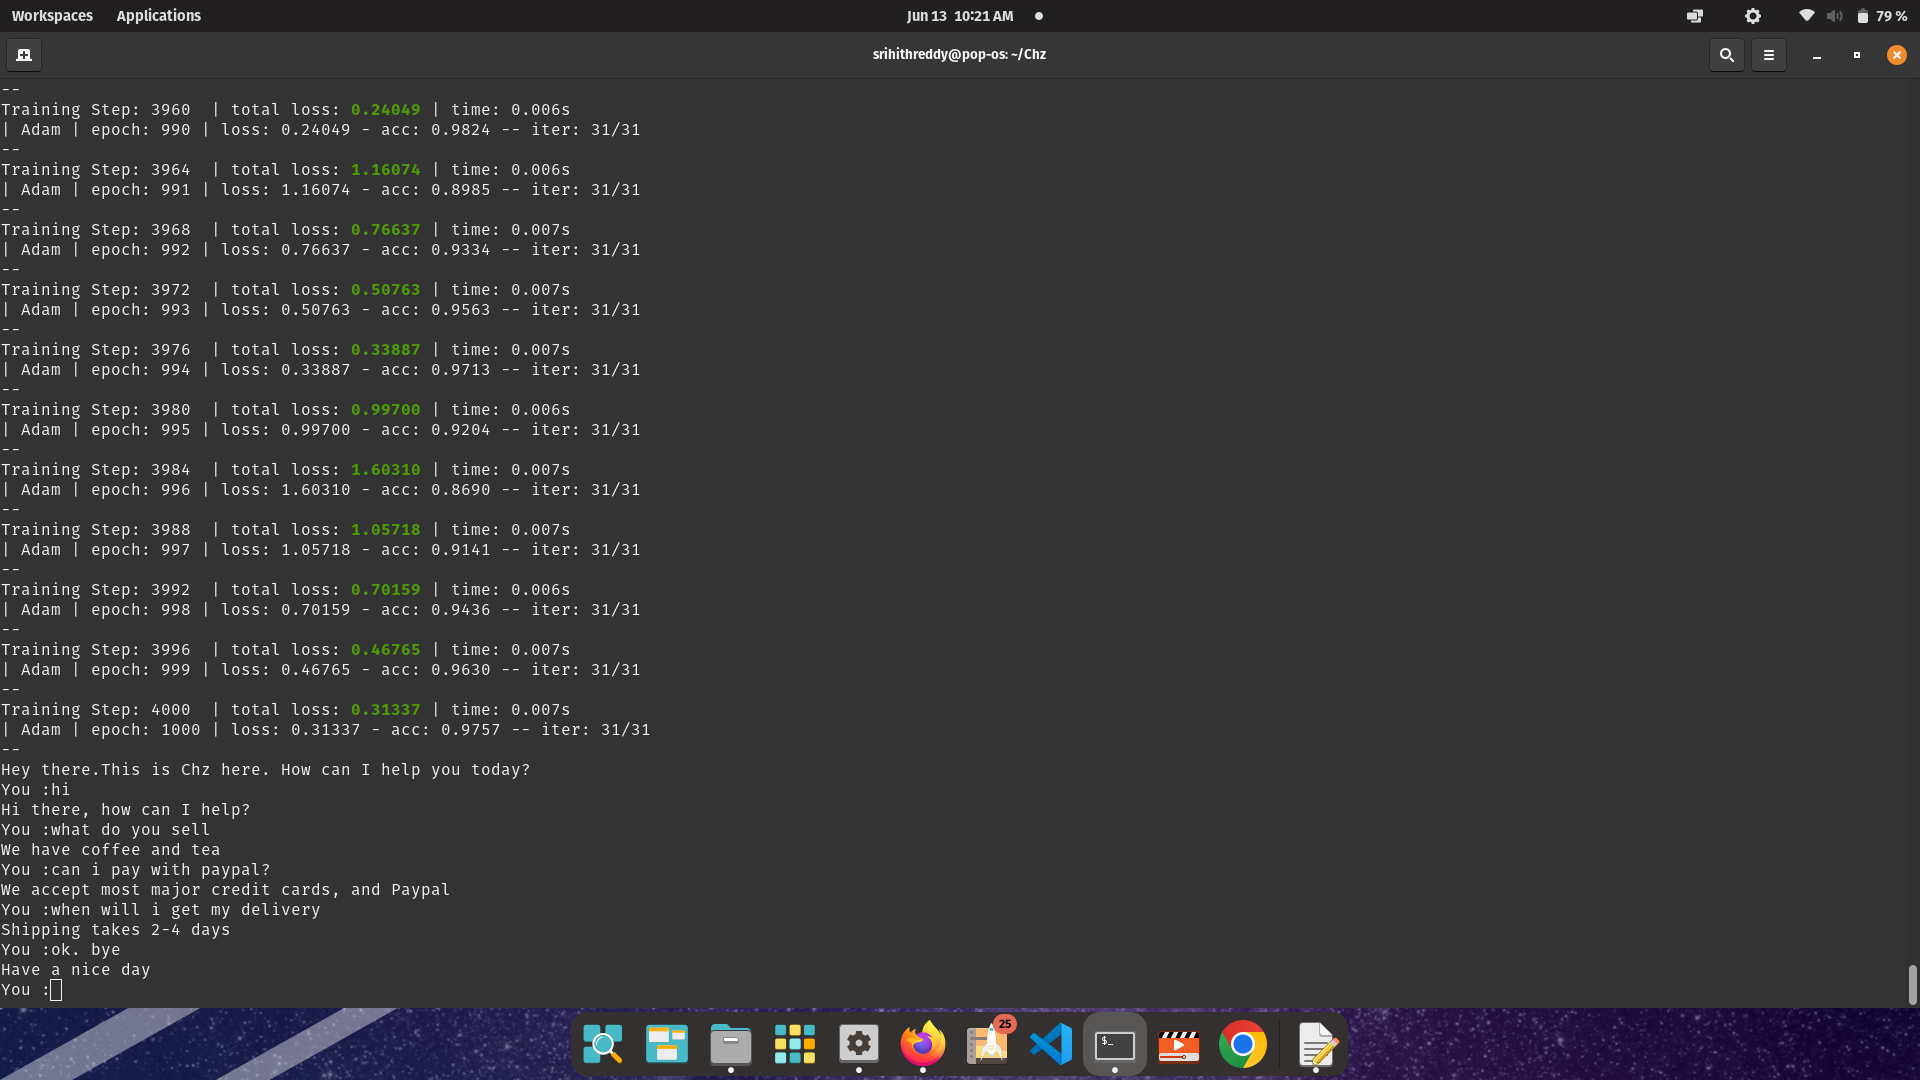 Workspaces Applications Jun 13 10:21 AM 79 %
srihithreddy@pop-os: ~/Chz
--
Training Step: 3960  | total loss: 0.24049 | time: 0.006s
| Adam | epoch: 990 | loss: 0.24049 - acc: 0.9824 -- iter: 31/31
--
Training Step: 3964  | total loss: 1.16074 | time: 0.006s
| Adam | epoch: 991 | loss: 1.16074 - acc: 0.8985 -- iter: 31/31
--
Training Step: 3968  | total loss: 0.76637 | time: 0.007s
| Adam | epoch: 992 | loss: 0.76637 - acc: 0.9334 -- iter: 31/31
--
Training Step: 3972  | total loss: 0.50763 | time: 0.007s
| Adam | epoch: 993 | loss: 0.50763 - acc: 0.9563 -- iter: 31/31
--
Training Step: 3976  | total loss: 0.33887 | time: 0.007s
| Adam | epoch: 994 | loss: 0.33887 - acc: 0.9713 -- iter: 31/31
--
Training Step: 3980  | total loss: 0.99700 | time: 0.006s
| Adam | epoch: 995 | loss: 0.99700 - acc: 0.9204 -- iter: 31/31
--
Training Step: 3984  | total loss: 1.60310 | time: 0.007s
| Adam | epoch: 996 | loss: 1.60310 - acc: 0.8690 -- iter: 31/31
--
Training Step: 3988  | total loss: 1.05718 | time: 0.007s
| Adam | epoch: 997 | loss: 1.05718 - acc: 0.9141 -- iter: 31/31
--
Training Step: 3992  | total loss: 0.70159 | time: 0.006s
| Adam | epoch: 998 | loss: 0.70159 - acc: 0.9436 -- iter: 31/31
--
Training Step: 3996  | total loss: 0.46765 | time: 0.007s
| Adam | epoch: 999 | loss: 0.46765 - acc: 0.9630 -- iter: 31/31
--
Training Step: 4000  | total loss: 0.31337 | time: 0.007s
| Adam | epoch: 1000 | loss: 0.31337 - acc: 0.9757 -- iter: 31/31
--
Hey there.This is Chz here. How can I help you today?
You :hi
Hi there, how can I help?
You :what do you sell
We have coffee and tea
You :can i pay with paypal?
We accept most major credit cards, and Paypal
You :when will i get my delivery
Shipping takes 2-4 days
You :ok. bye
Have a nice day
You :
25
$_